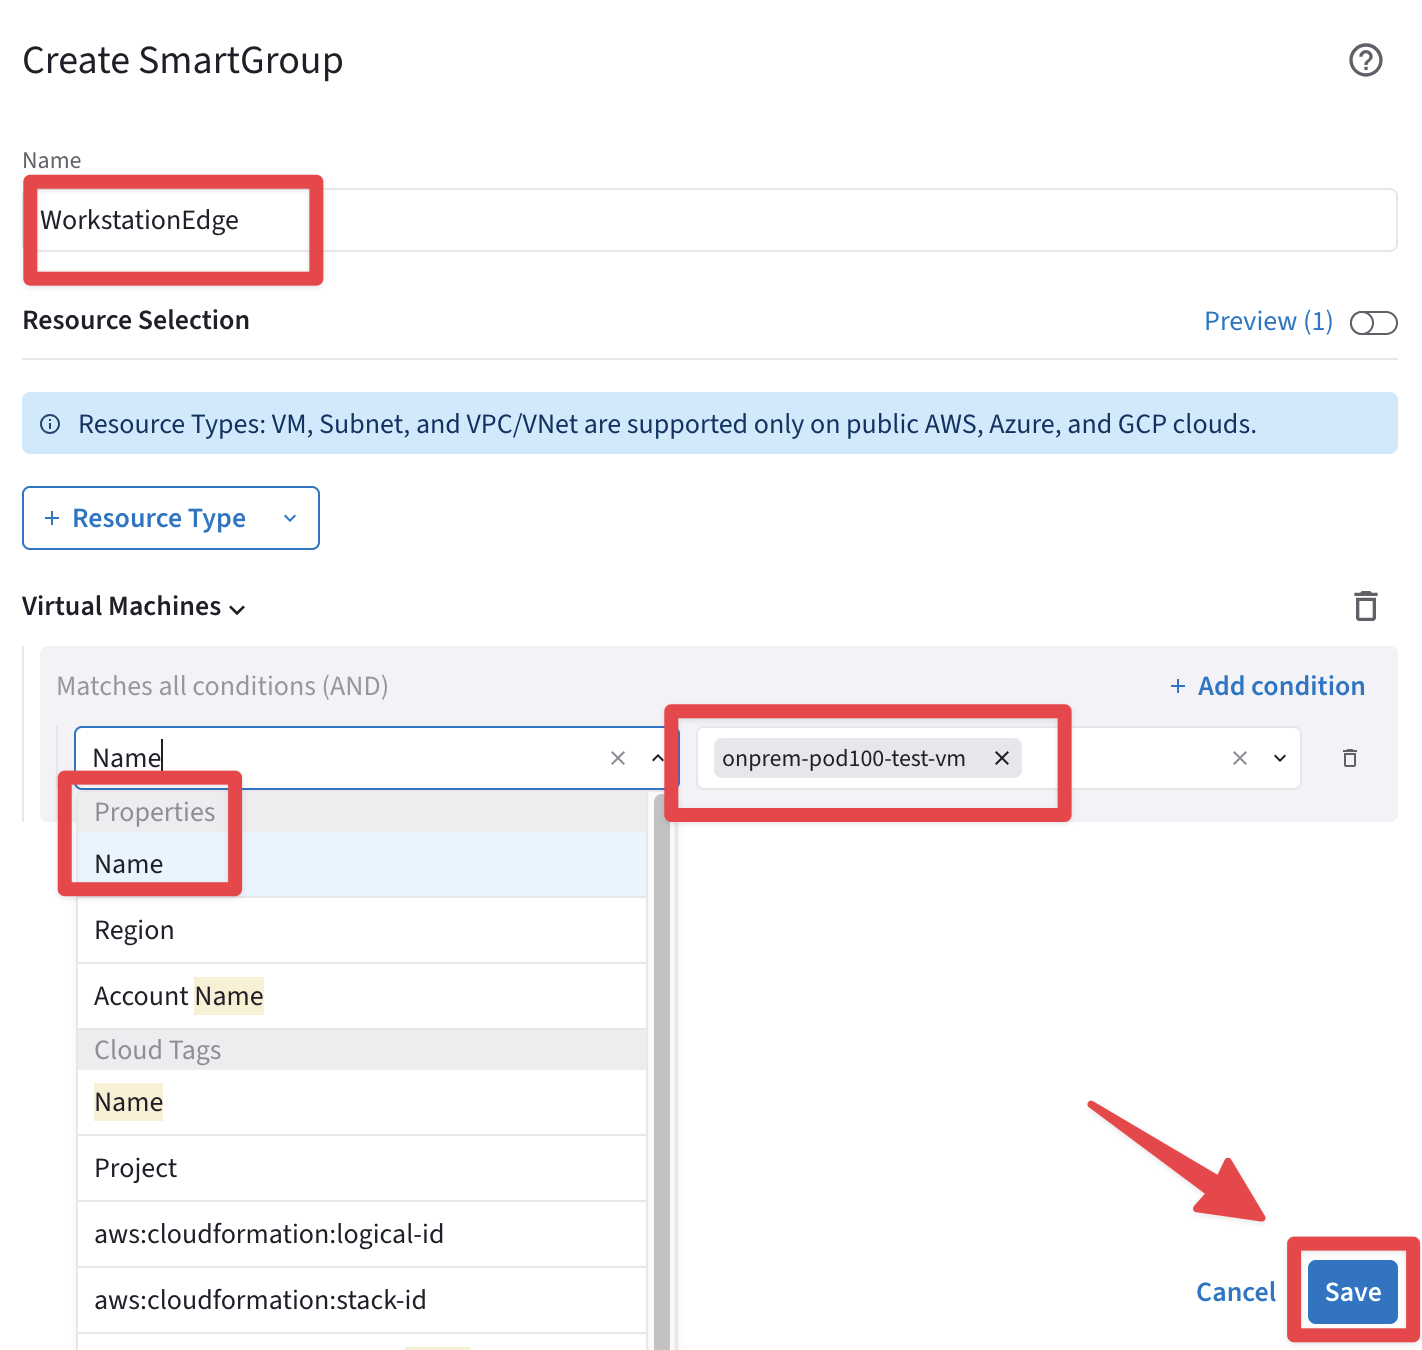 Create SmartGroup
Name
WorkstationEdge
Resource Selection
Preview (1)
Resource Types: VM, Subnet, and VPC/VNet are supported only on public AWS, Azure, and GCP clouds.
+ Resource Type
Virtual Machines
Matches all conditions (AND)
+ Add condition
Name
onprem-pod100-test-vm
Properties
Name
Region
Account Name
Cloud Tags
Name
Project
aws:cloudformation:logical-id
aws:cloudformation:stack-id
Cancel
Save